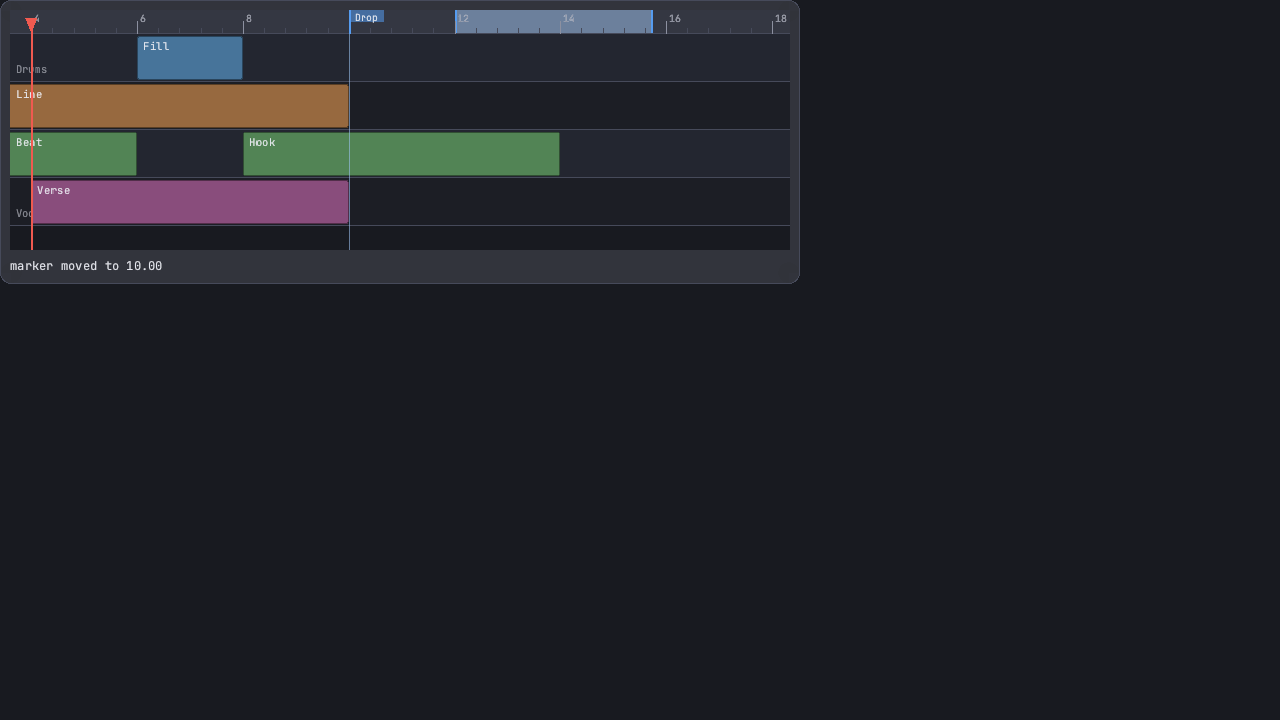 4 6 8 Drop 12 14 16 18
Fill
Drums
Line
Beat Hook
Verse
Voc
marker moved to 10.00